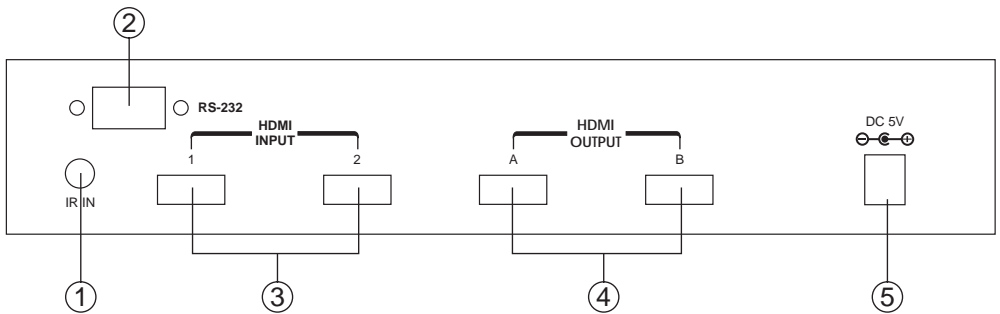 2
RS-232
HDMI
INPUT
HDMI
OUTPUT
DC 5V
1
2
A
B
IR IN
1
3
4
5